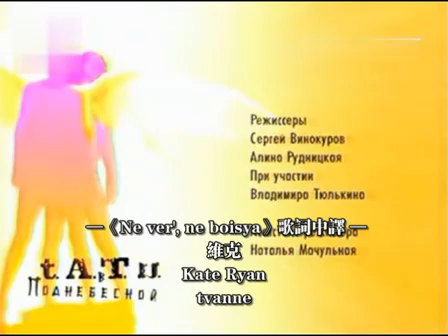 Режиссеры
Сергей Винокуров
Алина Рудницкая
При участии
Владимира Тюлькина
—《Ne ver', ne boisya》歌詞中譯 —
維克
Наталья Мочульная
Kate Ryan
tvanne
t.A.T.u.
в
Поднебесной